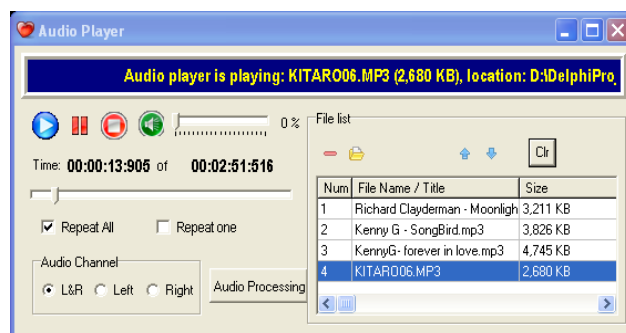 Audio Player
Audio player is playing: KITARO06.MP3 (2,680 KB), location: D:\DelphiPro
0 %
Time: 00:00:13:905 of 00:02:51:516
Repeat All Repeat one
Audio Channel
L&R Left Right
Audio Processing
File list
Clr
Num File Name / Title Size
1 Richard Clayderman - Moonligh 3,211 KB
2 Kenny G - SongBird.mp3 3,826 KB
3 KennyG- forever in love.mp3 4,745 KB
4 KITARO06.MP3 2,680 KB